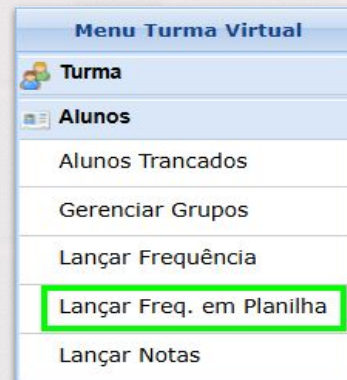 Menu Turma Virtual
Turma
Alunos
Alunos Trancados
Gerenciar Grupos
Lançar Frequência
Lançar Freq. em Planilha
Lançar Notas